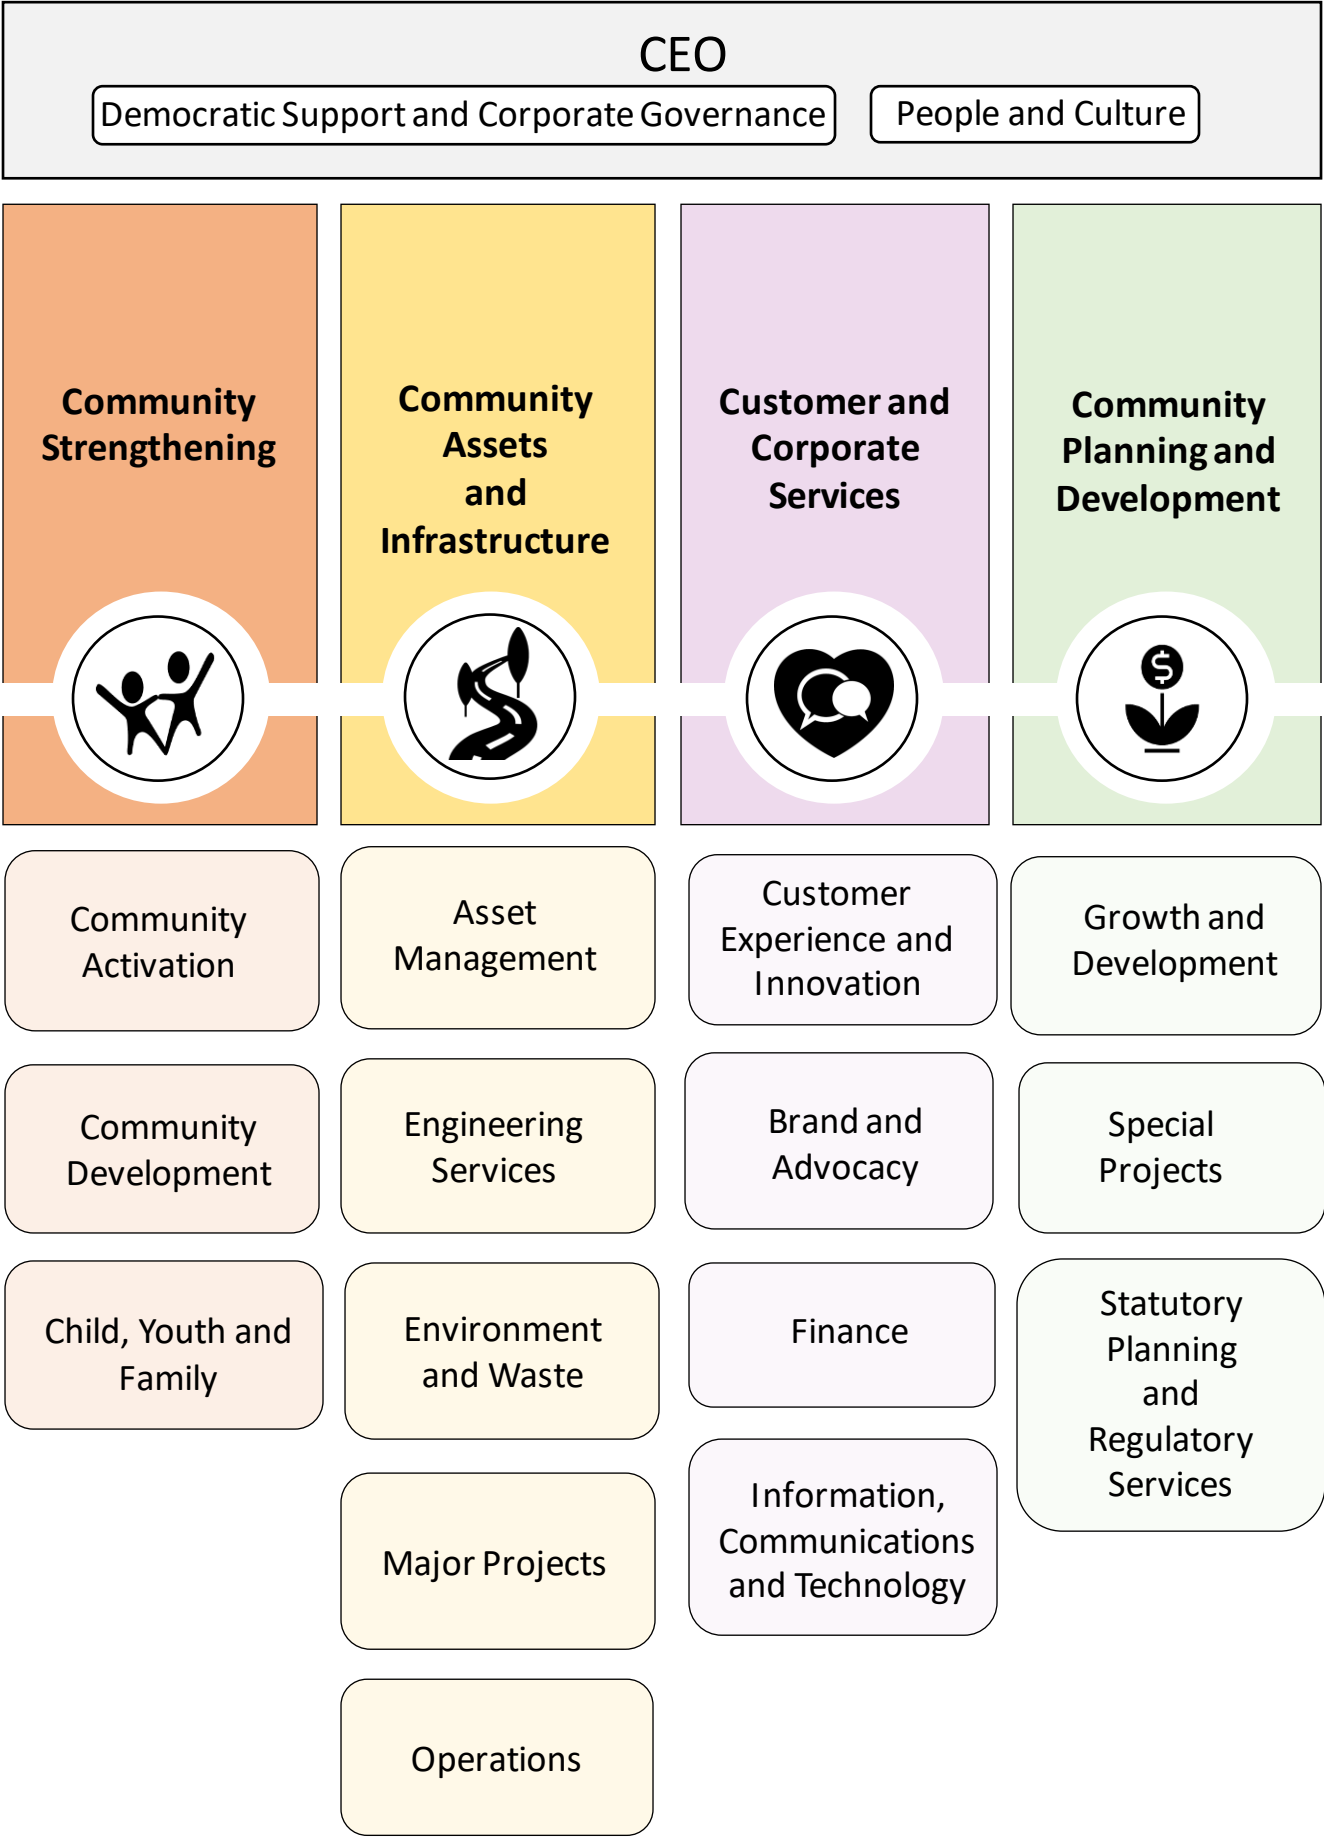 CEO
Democratic Support and Corporate Governance
People and Culture
Community
Strengthening
Community
Assets
and
Infrastructure
Customer and
Corporate
Services
Community
Planning and
Development
$
Community
Activation
Community
Development
Child, Youth and
Family
Asset
Management
Engineering
Services
Environment
and Waste
Major Projects
Operations
Customer
Experience and
Innovation
Brand and
Advocacy
Finance
Information,
Communications
and Technology
Growth and
Development
Special
Projects
Statutory
Planning
and
Regulatory
Services